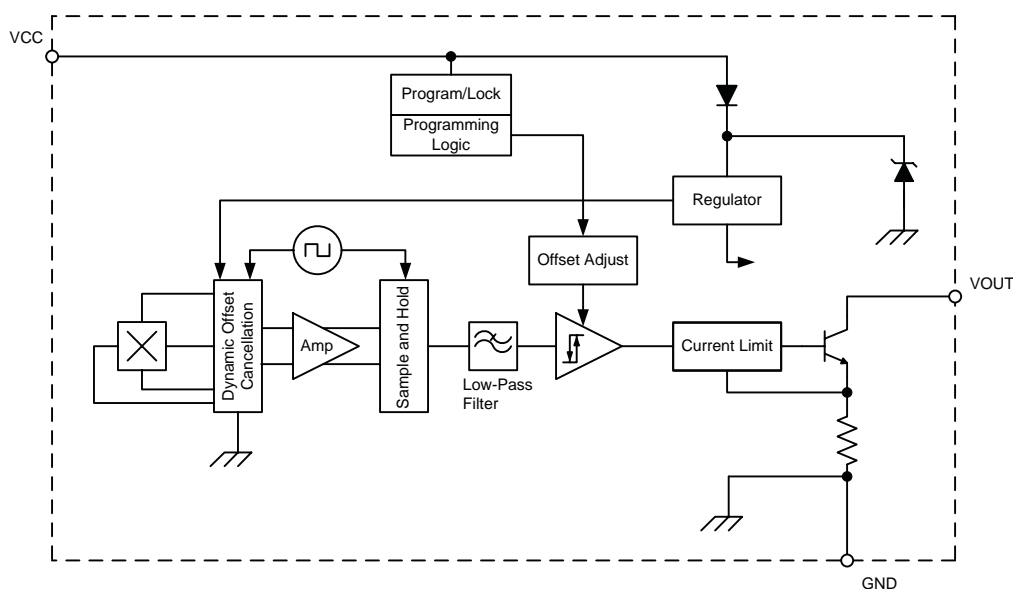 VCC
Program/Lock
Programming
Logic
Regulator
Offset Adjust
VOUT
Dynamic Offset
Cancellation
Amp
Sample and Hold
Low-Pass
Filter
Current Limit
GND